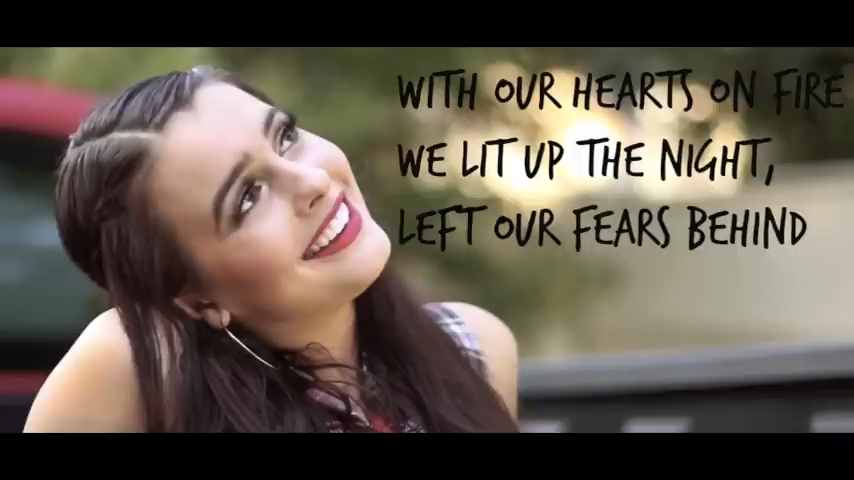 WITH OUR HEARTS ON FIRE
WE LIT UP THE NIGHT,
LEFT OUR FEARS BEHIND